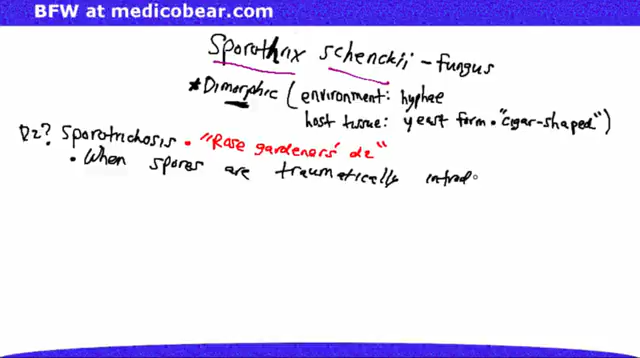 BFW at medicobear.com
Sporothrix schenckii - fungus
*Dimorphic (environment: hyphae
host tissue: yeast form • "cigar-shaped")
Dz? Sporotrichosis • "Rose gardeners' dz"
• When spores are traumatically introd